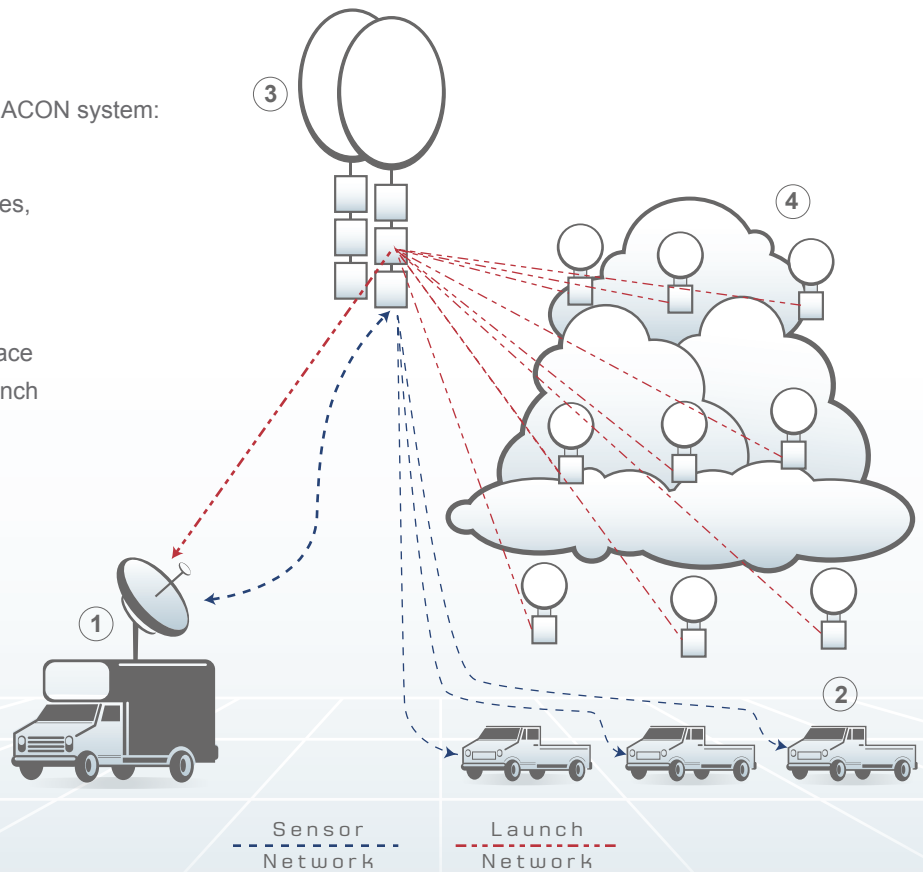 ACON system:
es,
ace
nch
3
4
1
2
Sensor
Network
Launch
Network